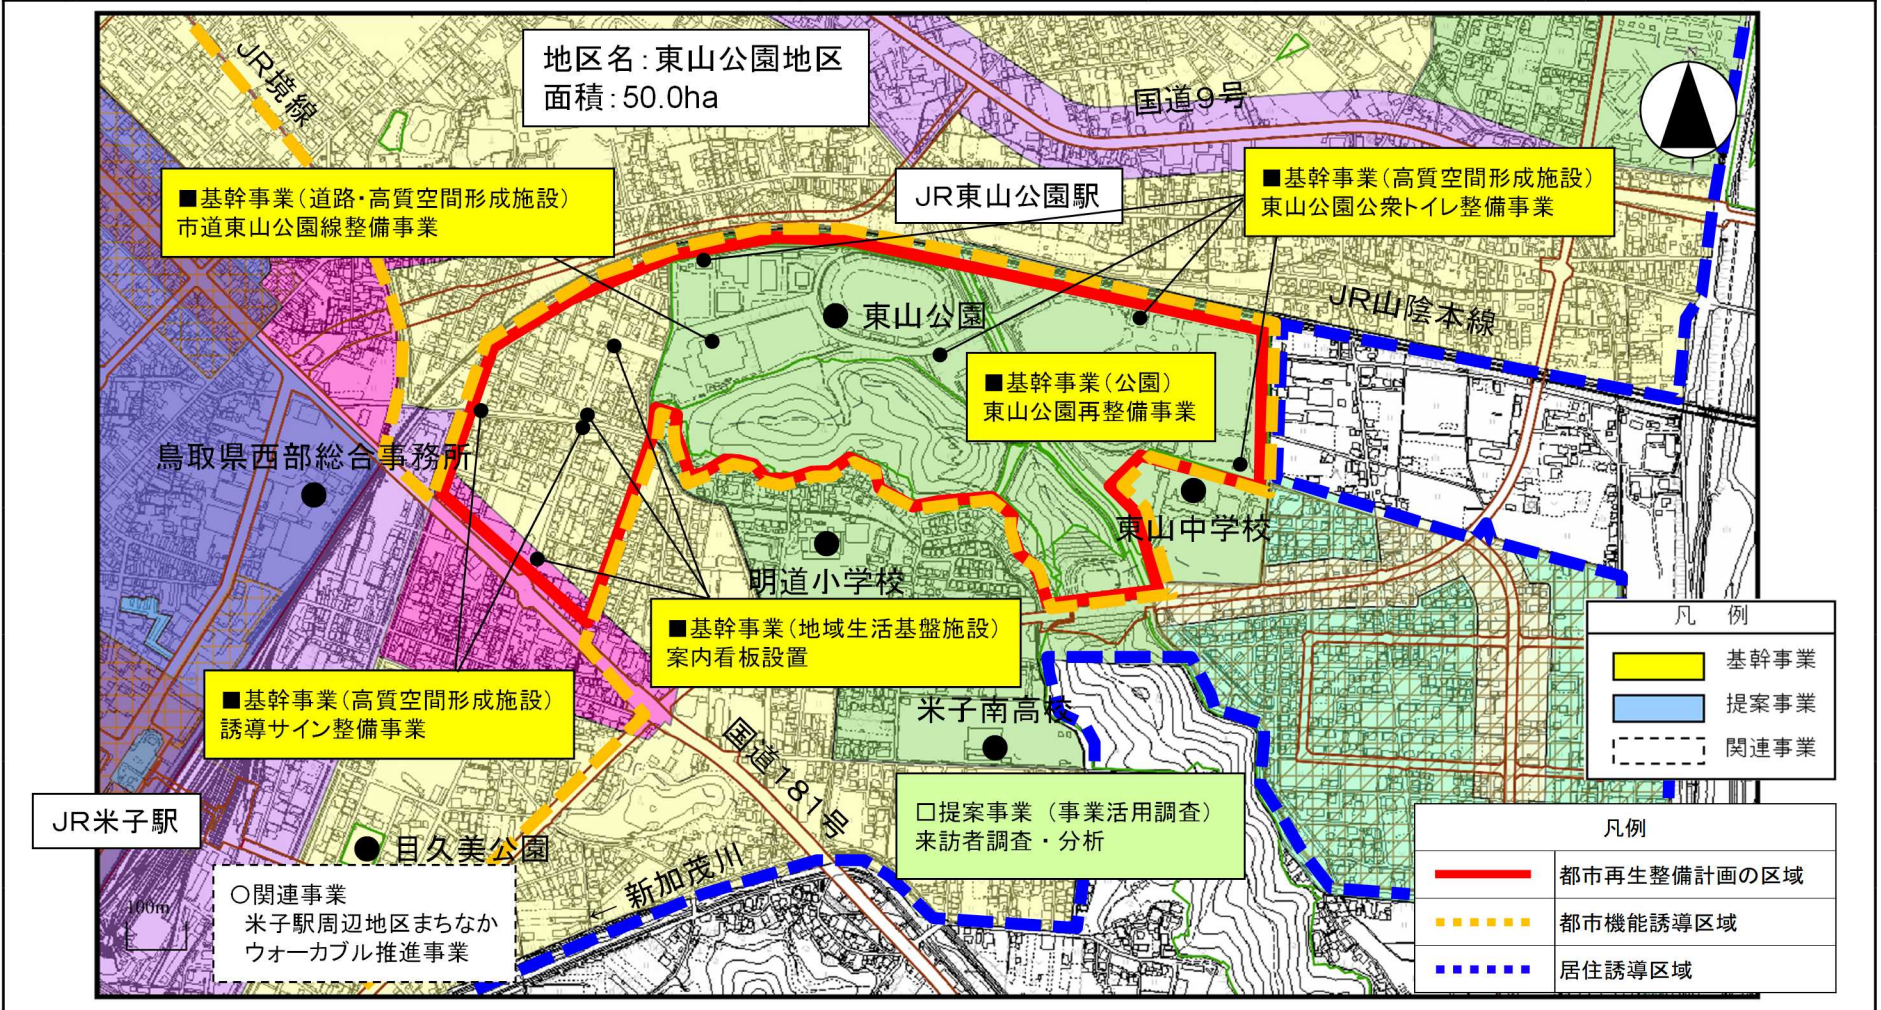 地区名：東山公園地区
面積：50.0ha
JR境線
国道9号
■基幹事業（道路・高質空間形成施設）
市道東山公園線整備事業
JR東山公園駅
■基幹事業（高質空間形成施設）
東山公園公衆トイレ整備事業
JR山陰本線
東山公園
■基幹事業（公園）
東山公園再整備事業
鳥取県西部総合事務所
東山中学校
明道小学校
■基幹事業（地域生活基盤施設）
案内看板設置
■基幹事業（高質空間形成施設）
誘導サイン整備事業
米子南高校
国道181号
JR米子駅
目久美公園
□提案事業（事業活用調査）
来訪者調査・分析
←新加茂川
100m
○関連事業
米子駅周辺地区まちなか
ウォーカブル推進事業
凡　例
基幹事業
提案事業
関連事業
凡例
都市再生整備計画の区域
都市機能誘導区域
居住誘導区域